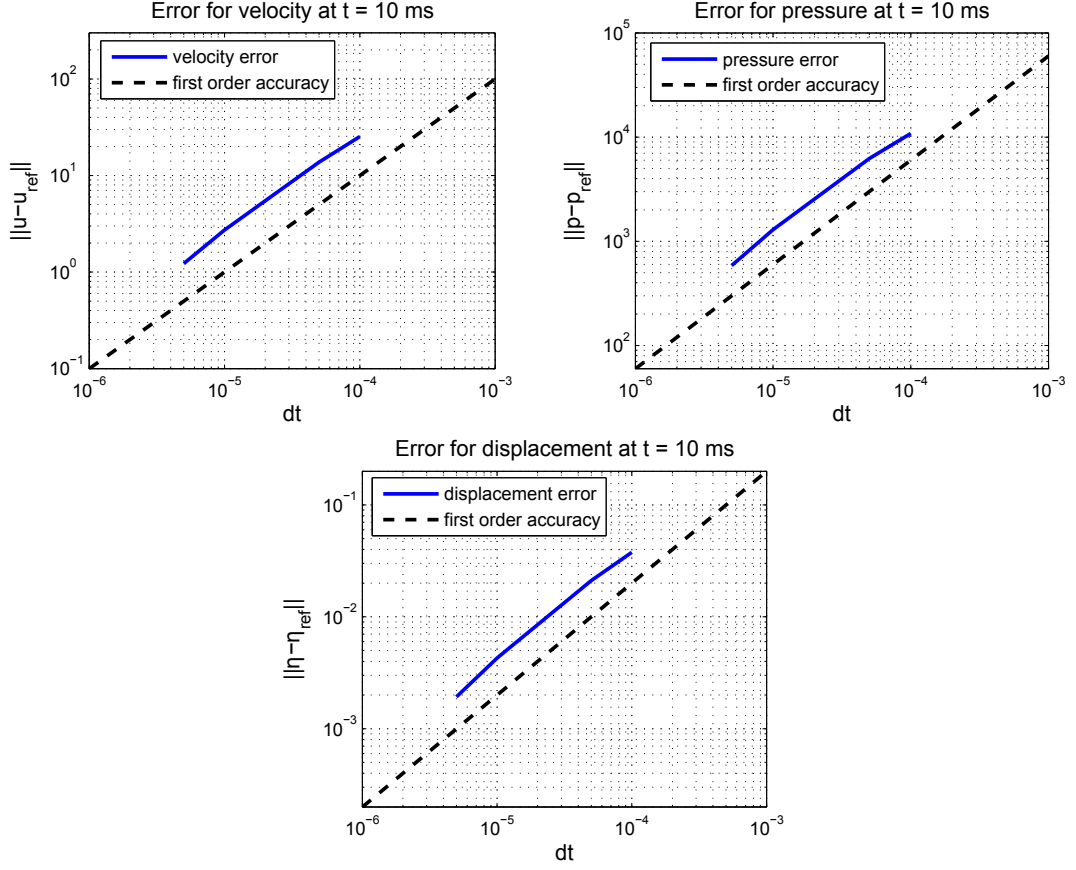 Error for velocity at t = 10 ms
velocity error
first order accuracy
10^2
10^1
10^0
10^−1
||u−u_ref||
10^−6
10^−5
10^−4
10^−3
dt
Error for pressure at t = 10 ms
pressure error
first order accuracy
10^5
10^4
10^3
10^2
||p−p_ref||
10^−6
10^−5
10^−4
10^−3
dt
Error for displacement at t = 10 ms
displacement error
first order accuracy
10^−1
10^−2
10^−3
||η−η_ref||
10^−6
10^−5
10^−4
10^−3
dt